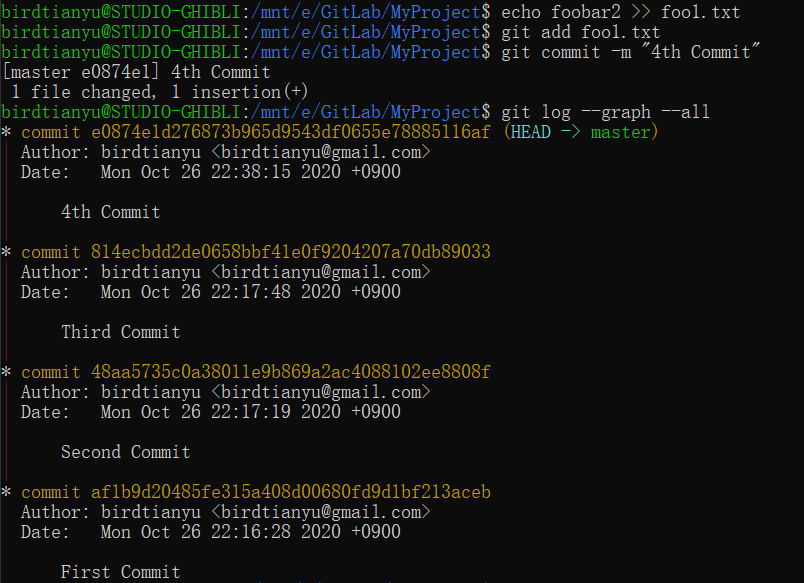 birdtianyu@STUDIO-GHIBLI:/mnt/e/GitLab/MyProject$ echo foobar2 >> foo1.txt
birdtianyu@STUDIO-GHIBLI:/mnt/e/GitLab/MyProject$ git add foo1.txt
birdtianyu@STUDIO-GHIBLI:/mnt/e/GitLab/MyProject$ git commit -m "4th Commit"
[master e0874e1] 4th Commit
 1 file changed, 1 insertion(+)
birdtianyu@STUDIO-GHIBLI:/mnt/e/GitLab/MyProject$ git log --graph --all
* commit e0874e1d276873b965d9543df0655e78885116af (HEAD -> master)
| Author: birdtianyu <birdtianyu@gmail.com>
| Date:   Mon Oct 26 22:38:15 2020 +0900
|
|     4th Commit
|
* commit 814ecbdd2de0658bbf41e0f9204207a70db89033
| Author: birdtianyu <birdtianyu@gmail.com>
| Date:   Mon Oct 26 22:17:48 2020 +0900
|
|     Third Commit
|
* commit 48aa5735c0a38011e9b869a2ac4088102ee8808f
| Author: birdtianyu <birdtianyu@gmail.com>
| Date:   Mon Oct 26 22:17:19 2020 +0900
|
|     Second Commit
|
* commit af1b9d20485fe315a408d00680fd9d1bf213aceb
  Author: birdtianyu <birdtianyu@gmail.com>
  Date:   Mon Oct 26 22:16:28 2020 +0900

      First Commit